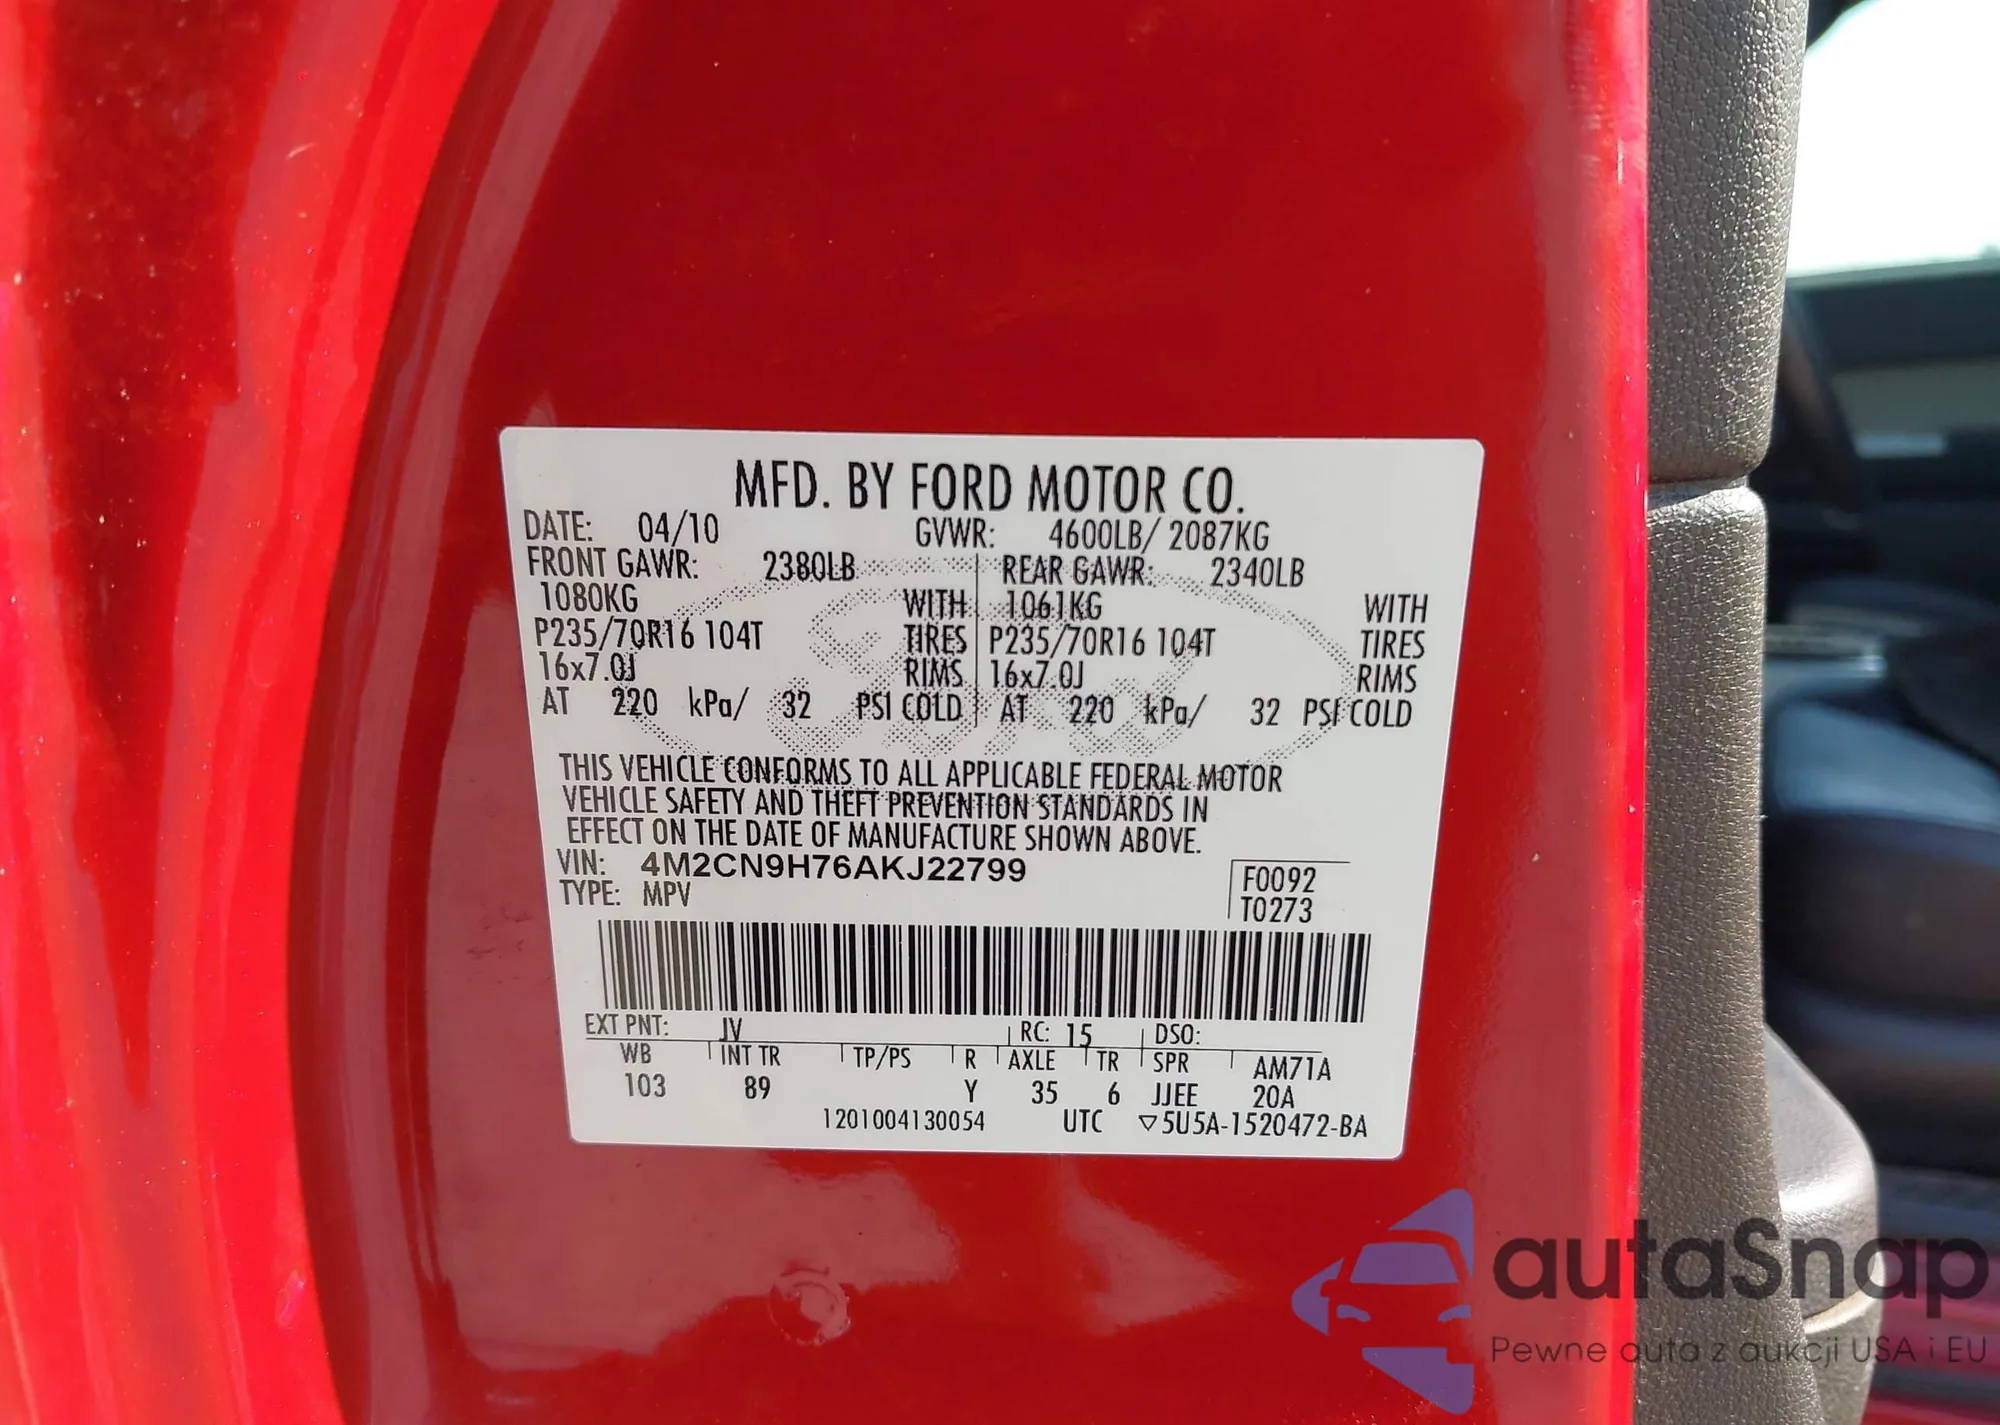 MFD. BY FORD MOTOR CO.
DATE: 04/10 GVWR: 4600LB/ 2087KG
FRONT GAWR: 2380LB REAR GAWR: 2340LB
1080KG WITH 1061KG WITH
P235/70R16 104T TIRES P235/70R16 104T TIRES
16x7.0J RIMS 16x7.0J RIMS
AT 220 kPa/ 32 PSI COLD AT 220 kPa/ 32 PSI COLD
Ford
THIS VEHICLE CONFORMS TO ALL APPLICABLE FEDERAL MOTOR
VEHICLE SAFETY AND THEFT PREVENTION STANDARDS IN
EFFECT ON THE DATE OF MANUFACTURE SHOWN ABOVE.
VIN: 4M2CN9H76AKJ22799
TYPE: MPV
F0092
T0273
EXT PNT: JV RC: 15 DSO:
WB INT TR TP/PS R AXLE TR SPR AM71A
103 89 Y 35 6 JJEE 20A
1201004130054 UTC ▽5U5A-1520472-BA
autaSnap
Pewne auta z aukcji USA i EU